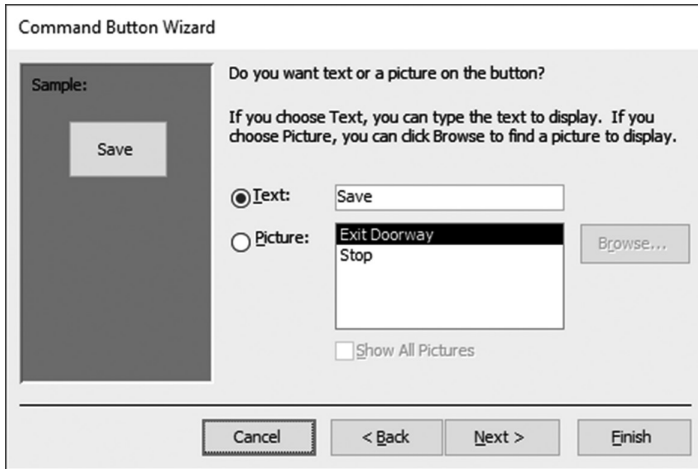 Command Button Wizard
Sample:
Save
Do you want text or a picture on the button?
If you choose Text, you can type the text to display. If you
choose Picture, you can click Browse to find a picture to display.
Text:
Save
Picture:
Exit Doorway
Stop
Browse...
Show All Pictures
Cancel
< Back
Next >
Finish